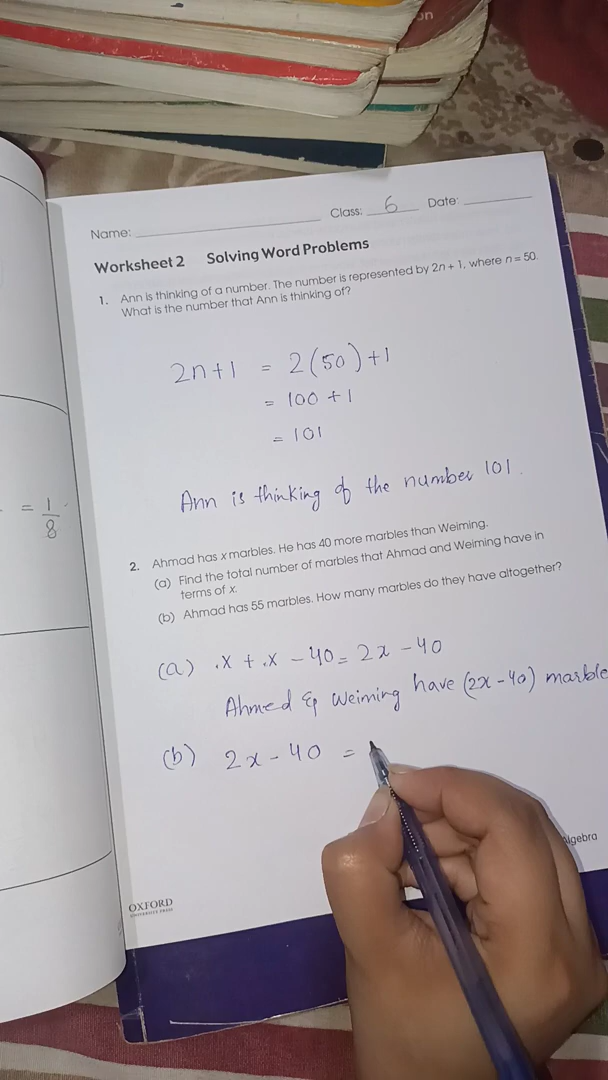 on
Name:
Class: 6 Date:
Worksheet 2 Solving Word Problems
1. Ann is thinking of a number. The number is represented by 2n + 1, where n = 50.
What is the number that Ann is thinking of?
2n+1 = 2(50)+1
= 100 +1
= 101
Ann is thinking of the number 101.
= 1/8
2. Ahmad has x marbles. He has 40 more marbles than Weiming.
(a) Find the total number of marbles that Ahmad and Weiming have in
terms of x.
(b) Ahmad has 55 marbles. How many marbles do they have altogether?
(a) x + x - 40 = 2x - 40
Ahmed & Weiming have (2x-40) marble
(b) 2x - 40 =
lgebra
OXFORD
UNIVERSITY PRESS